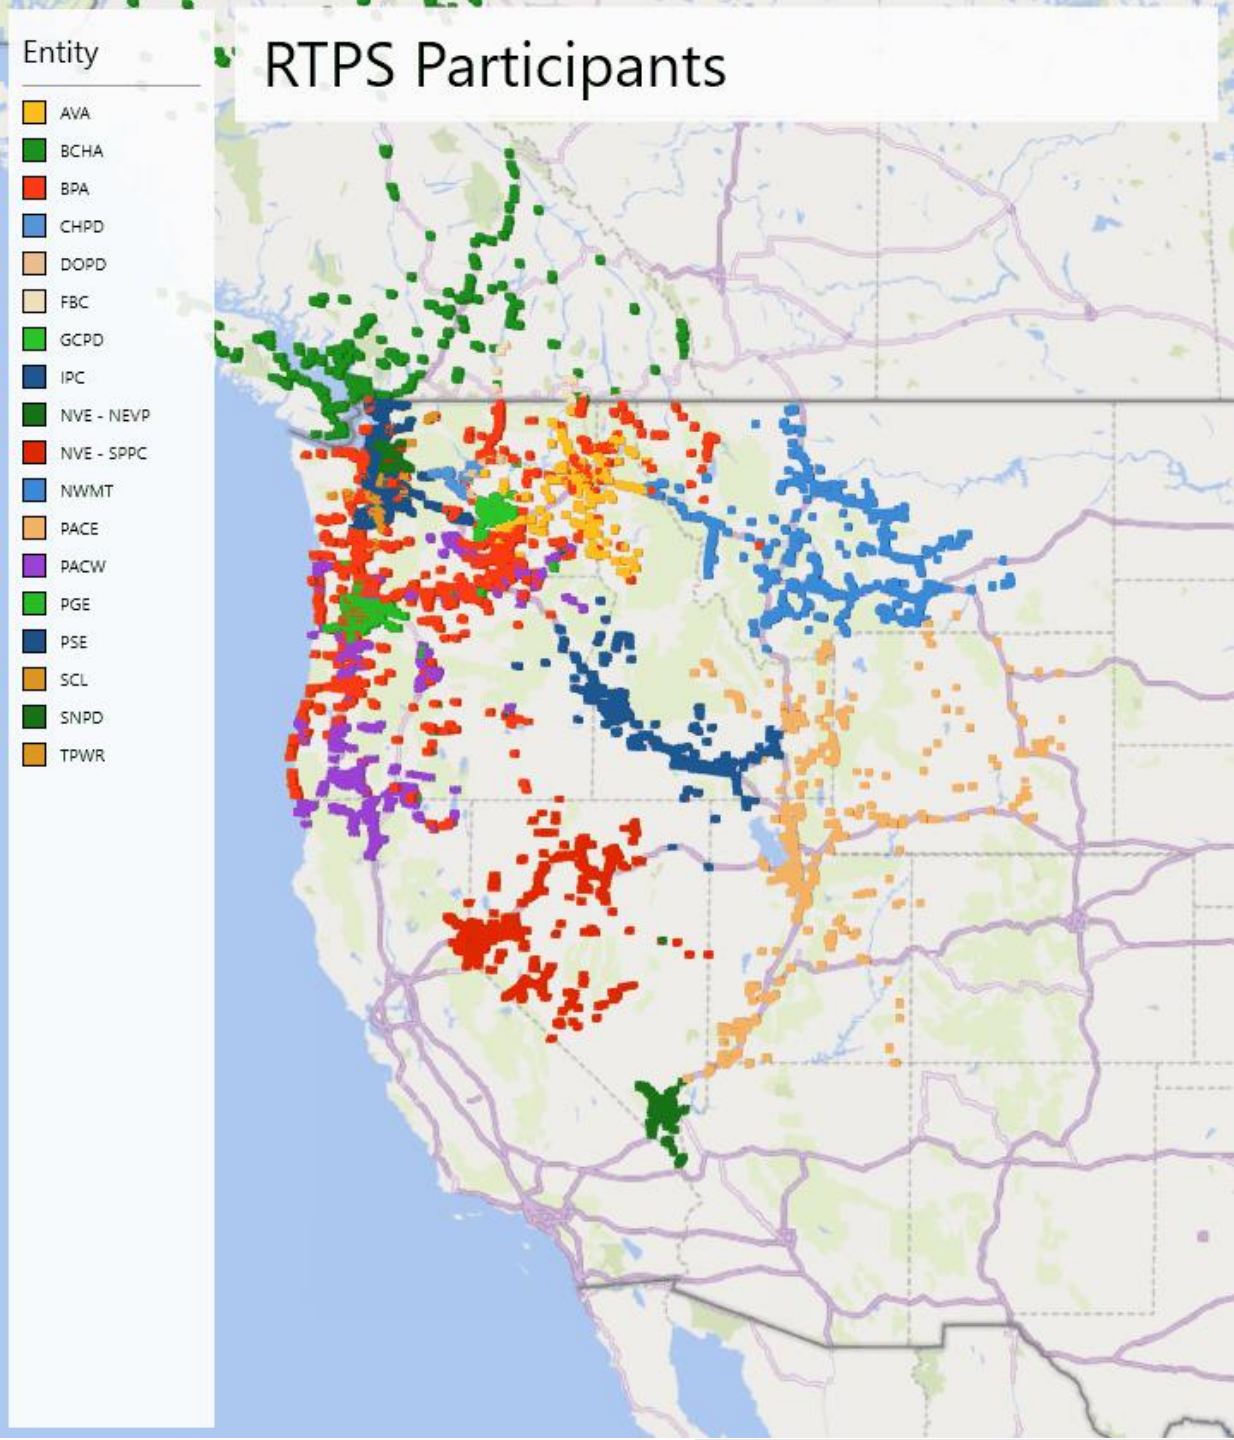 RTPS Participants
Entity
AVA
BCHA
BPA
CHPD
DOPD
FBC
GCPD
IPC
NVE - NEVP
NVE - SPPC
NWMT
PACE
PACW
PGE
PSE
SCL
SNPD
TPWR